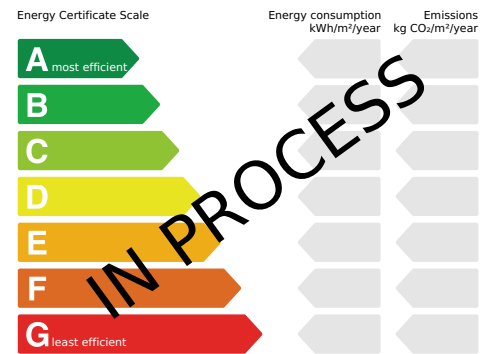 Energy Certificate Scale
Energy consumption
kWh/m²/year
Emissions
kg CO₂/m²/year
A most efficient
B
C
D
E
F
G least efficient
IN PROCESS